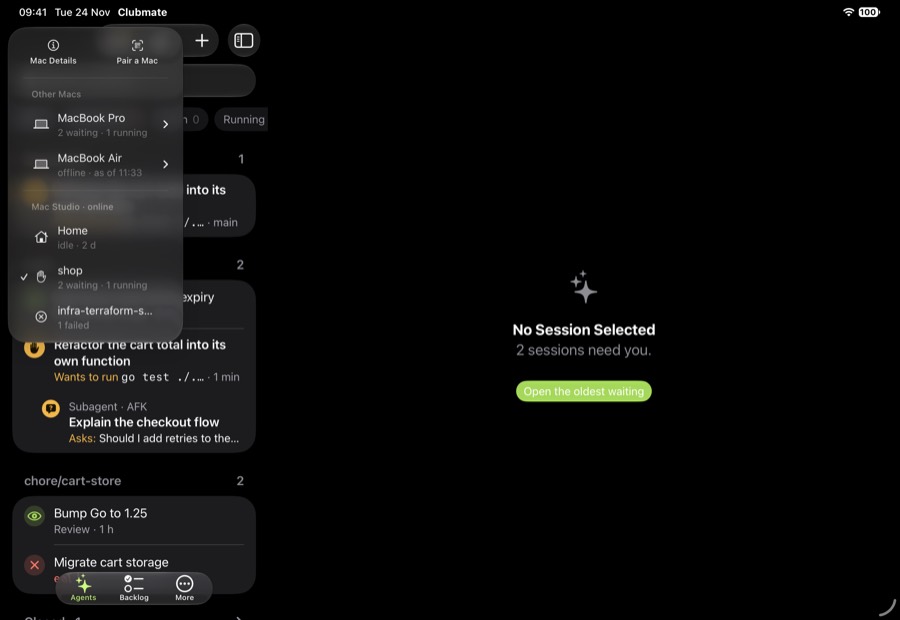 09:41 Tue 24 Nov Clubmate
100
Mac Details
Pair a Mac
Other Macs
MacBook Pro
2 waiting · 1 running
MacBook Air
offline · as of 11:33
Mac Studio · online
Home
idle · 2 d
shop
2 waiting · 1 running
infra-terraform-s...
1 failed
0
Running
1
into its
/.… · main
2
expiry
Refactor the cart total into its
own function
Wants to run go test ./.… · 1 min
Subagent · AFK
Explain the checkout flow
Asks: Should I add retries to the...
chore/cart-store
2
Bump Go to 1.25
Review · 1 h
Migrate cart storage
Agents
Backlog
More
No Session Selected
2 sessions need you.
Open the oldest waiting